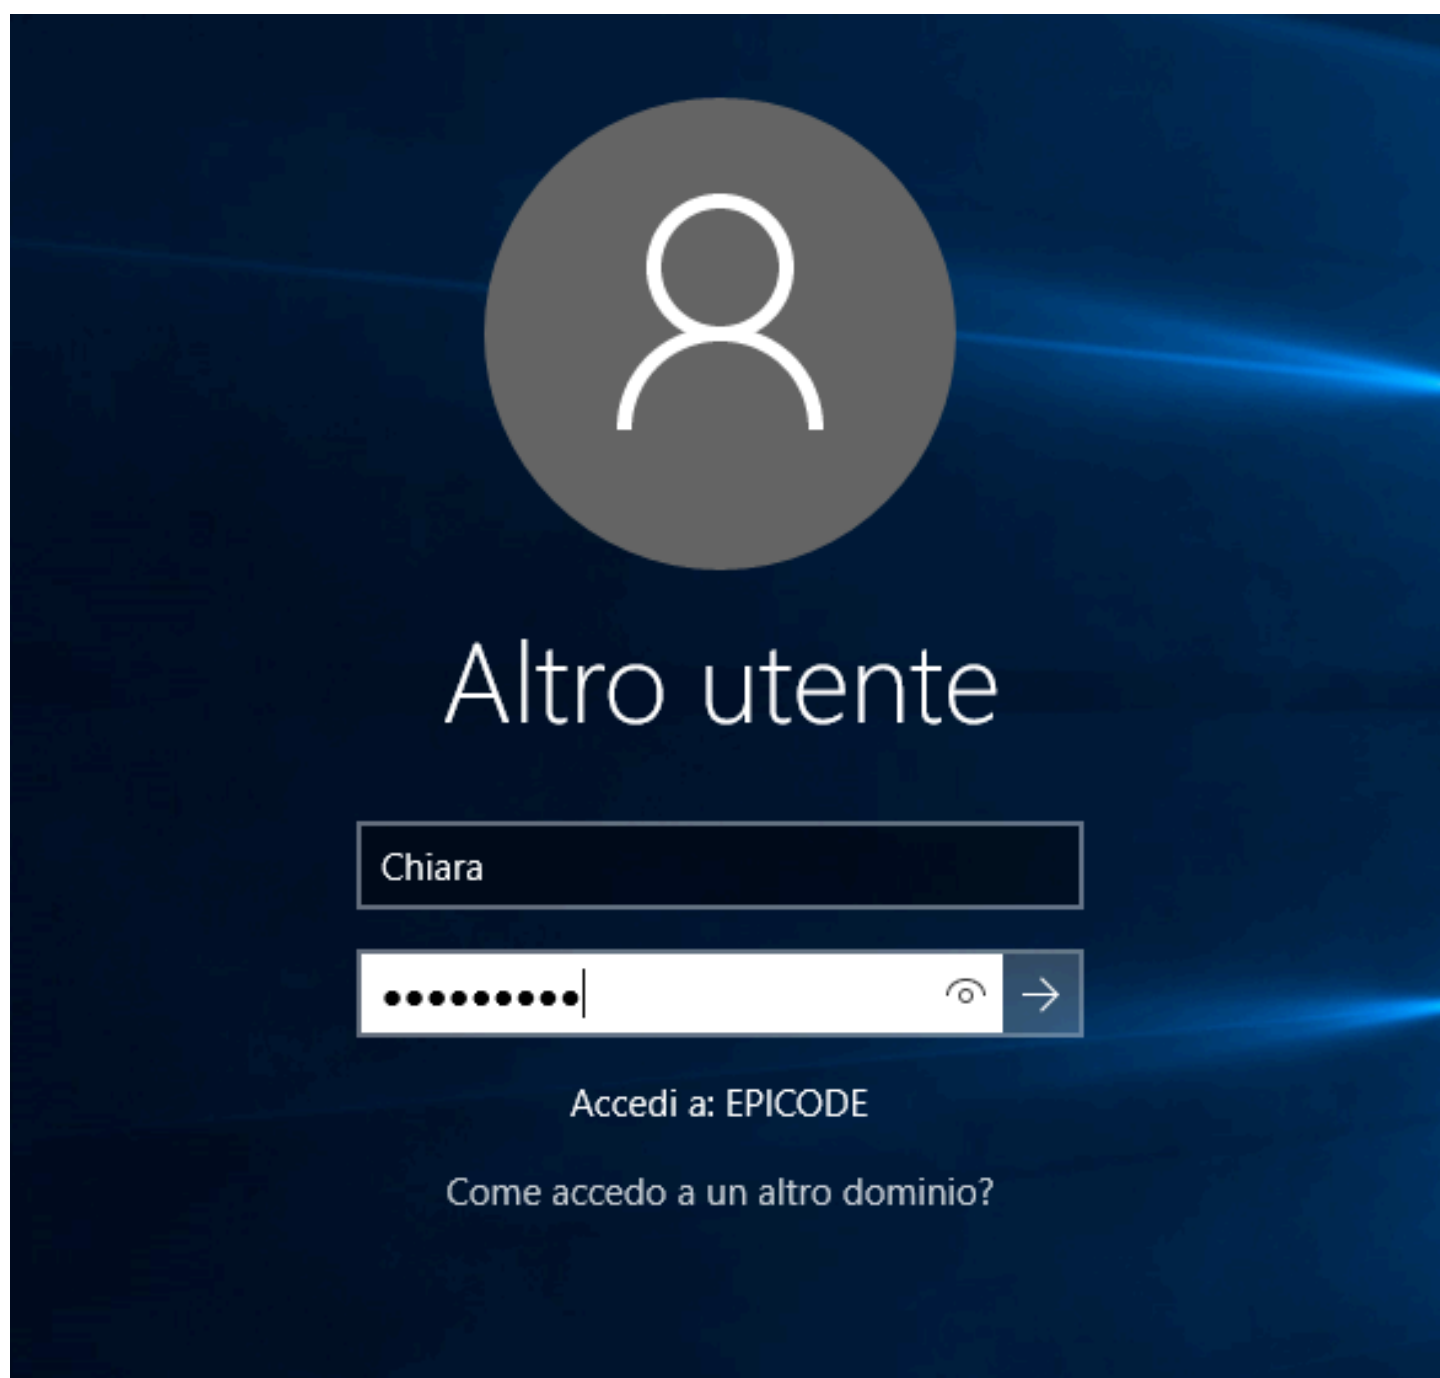 Altro utente
Chiara
•••••••••
Accedi a: EPICODE
Come accedo a un altro dominio?